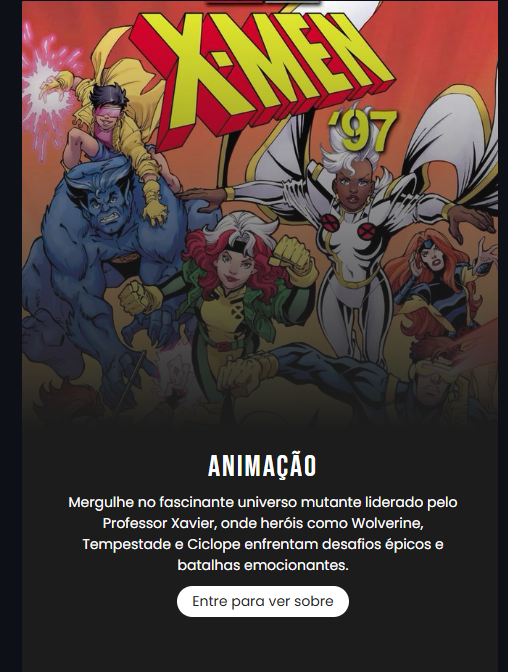 X-MEN
'97
ANIMAÇÃO
Mergulhe no fascinante universo mutante liderado pelo
Professor Xavier, onde heróis como Wolverine,
Tempestade e Ciclope enfrentam desafios épicos e
batalhas emocionantes.
Entre para ver sobre